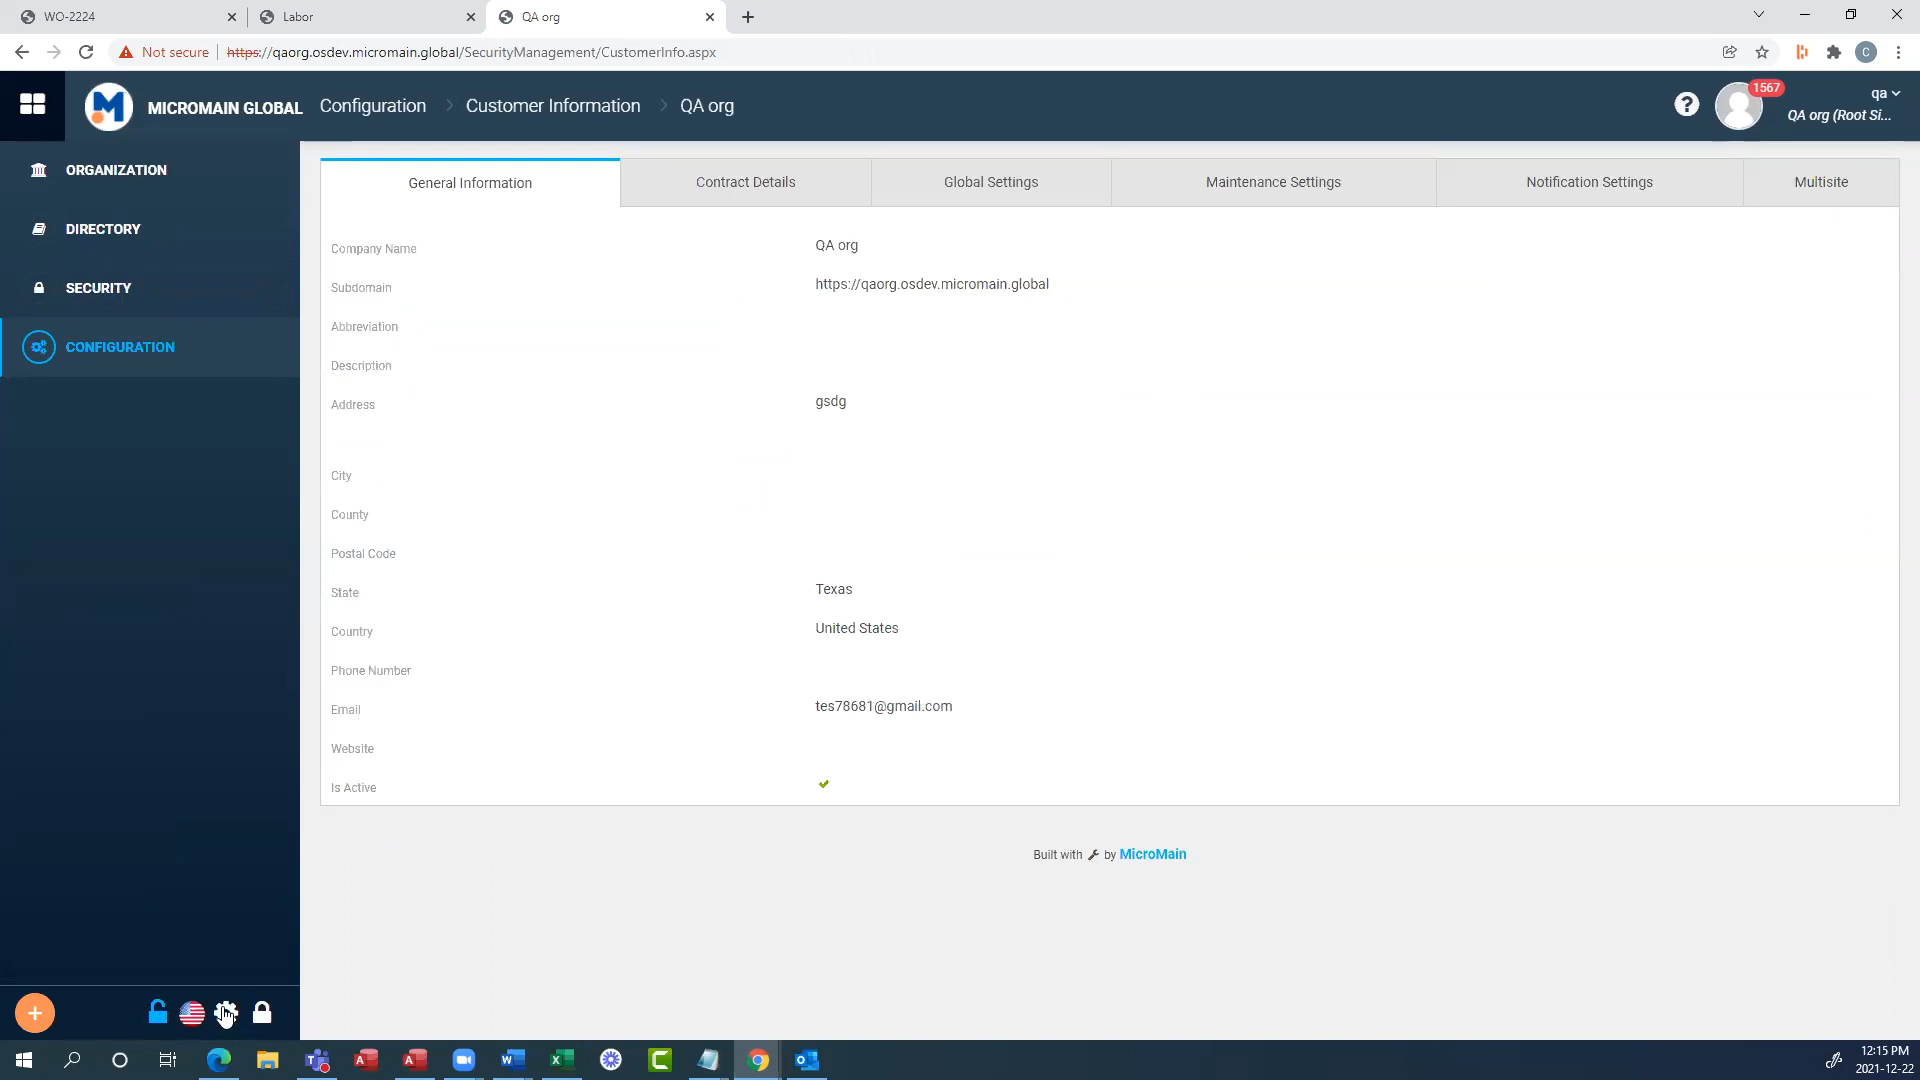 WO-2224
Labor
QA org
Not secure
https://qaorg.osdev.micromain.global/SecurityManagement/CustomerInfo.aspx
C
M
MICROMAIN GLOBAL
Configuration
Customer Information
QA org
?
1567
qa
QA org (Root Si...
ORGANIZATION
DIRECTORY
SECURITY
CONFIGURATION
General Information
Contract Details
Global Settings
Maintenance Settings
Notification Settings
Multisite
Company Name
QA org
Subdomain
https://qaorg.osdev.micromain.global
Abbreviation
Description
Address
gsdg
City
County
Postal Code
State
Texas
Country
United States
Phone Number
Email
tes78681@gmail.com
Website
Is Active
Built with by MicroMain
12:15 PM
2021-12-22